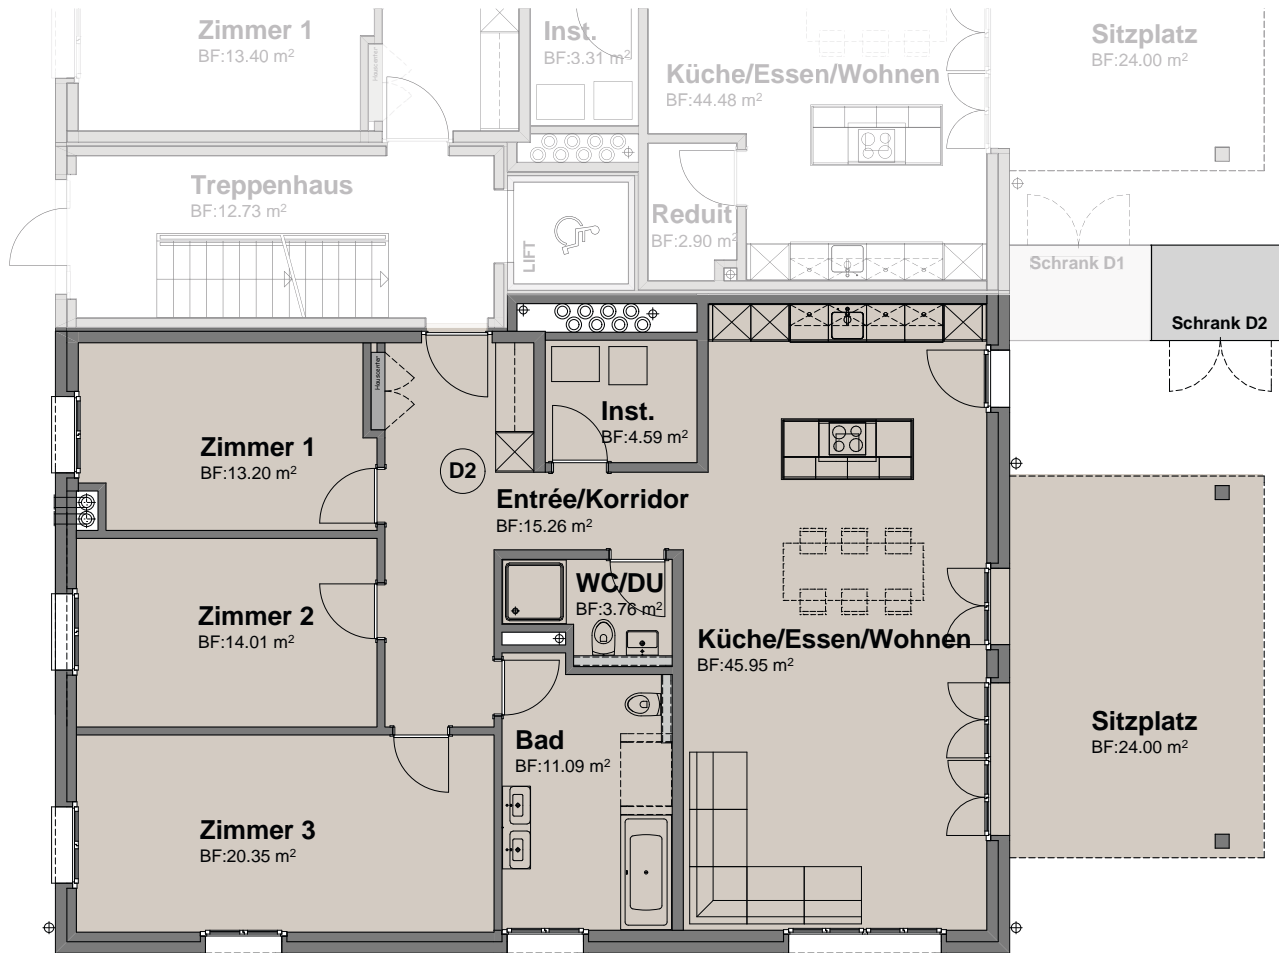 Zimmer 1
BF:13.40 m²
Hauscenter
Inst.
BF:3.31 m²
Küche/Essen/Wohnen
BF:44.48 m²
Sitzplatz
BF:24.00 m²
Treppenhaus
BF:12.73 m²
LIFT
Reduit
BF:2.90 m²
Schrank D1
Schrank D2
Hauscenter
Zimmer 1
BF:13.20 m²
D2
Inst.
BF:4.59 m²
Entrée/Korridor
BF:15.26 m²
Zimmer 2
BF:14.01 m²
WC/DU
BF:3.76 m²
Küche/Essen/Wohnen
BF:45.95 m²
Sitzplatz
BF:24.00 m²
Bad
BF:11.09 m²
Zimmer 3
BF:20.35 m²